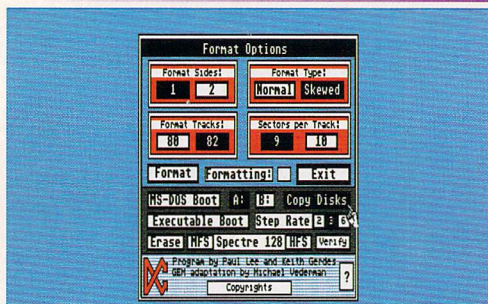 Format Options
Format Sides:
1 2
Format Type:
Normal Skewed
Format Tracks:
80 82
Sectors per Track:
9 10
Format Formatting: Exit
MS-DOS Boot A: B: Copy Disks
Executable Boot Step Rate 2 3 6
Erase MFS Spectre 128 HFS Verify
Program by Paul Lee and Keith Gerdes
GEM adaptation by Michael Vederman
Copyrights ?